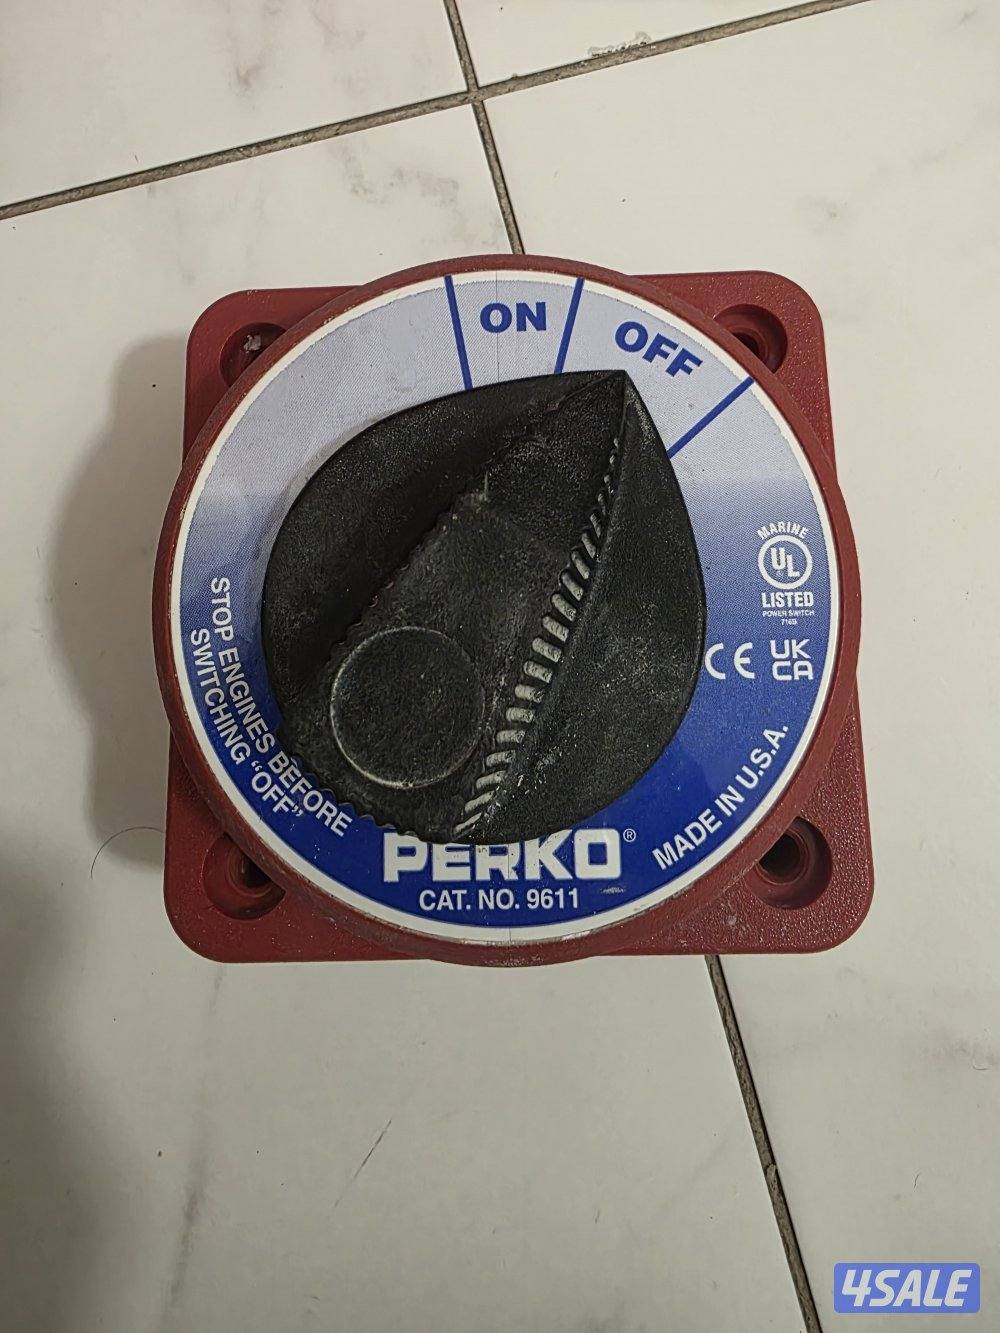 ON
OFF
MARINE
UL
LISTED
POWER SWITCH
716S
CE UK
CA
STOP ENGINES BEFORE
SWITCHING "OFF"
MADE IN U.S.A.
PERKO®
CAT. NO. 9611
4SALE